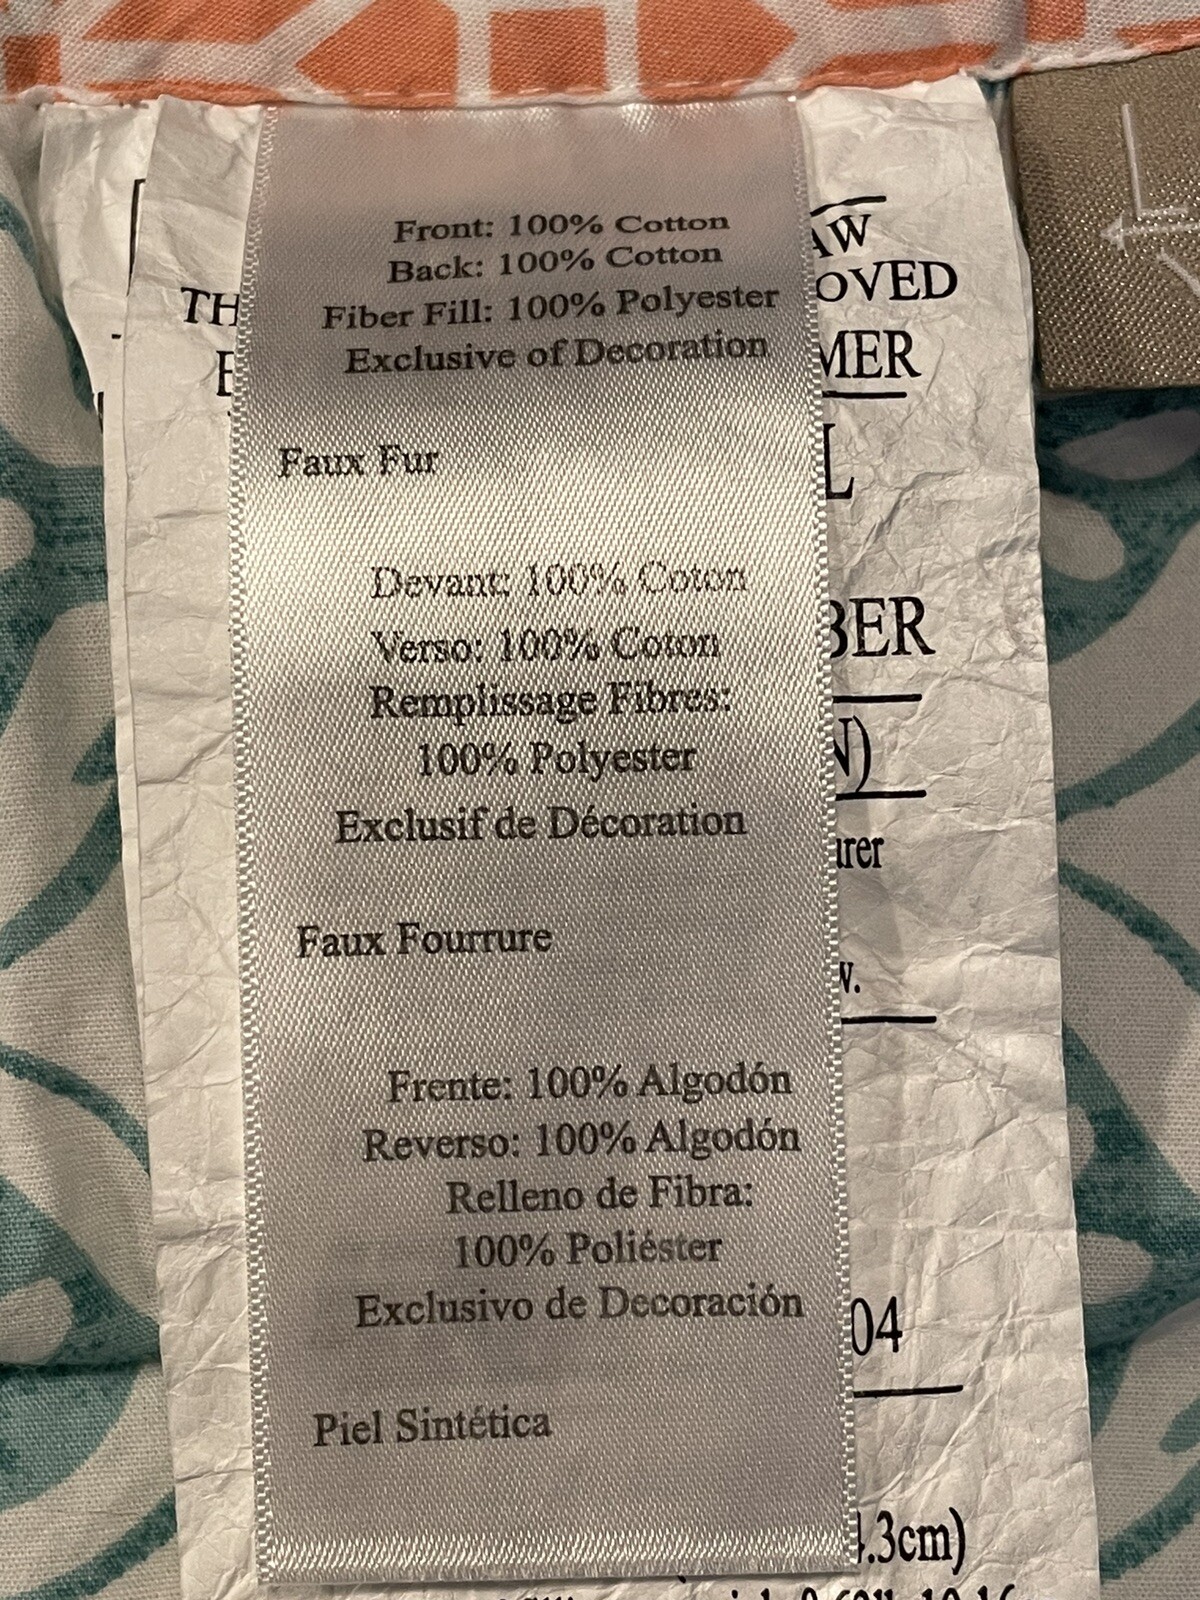 Front: 100% Cotton
Back: 100% Cotton
Fiber Fill: 100% Polyester
Exclusive of Decoration
Faux Fur
Devant: 100% Coton
Verso: 100% Coton
Remplissage Fibres:
100% Polyester
Exclusif de Décoration
Faux Fourrure
Frente: 100% Algodón
Reverso: 100% Algodón
Relleno de Fibra:
100% Poliéster
Exclusivo de Decoración
Piel Sintética